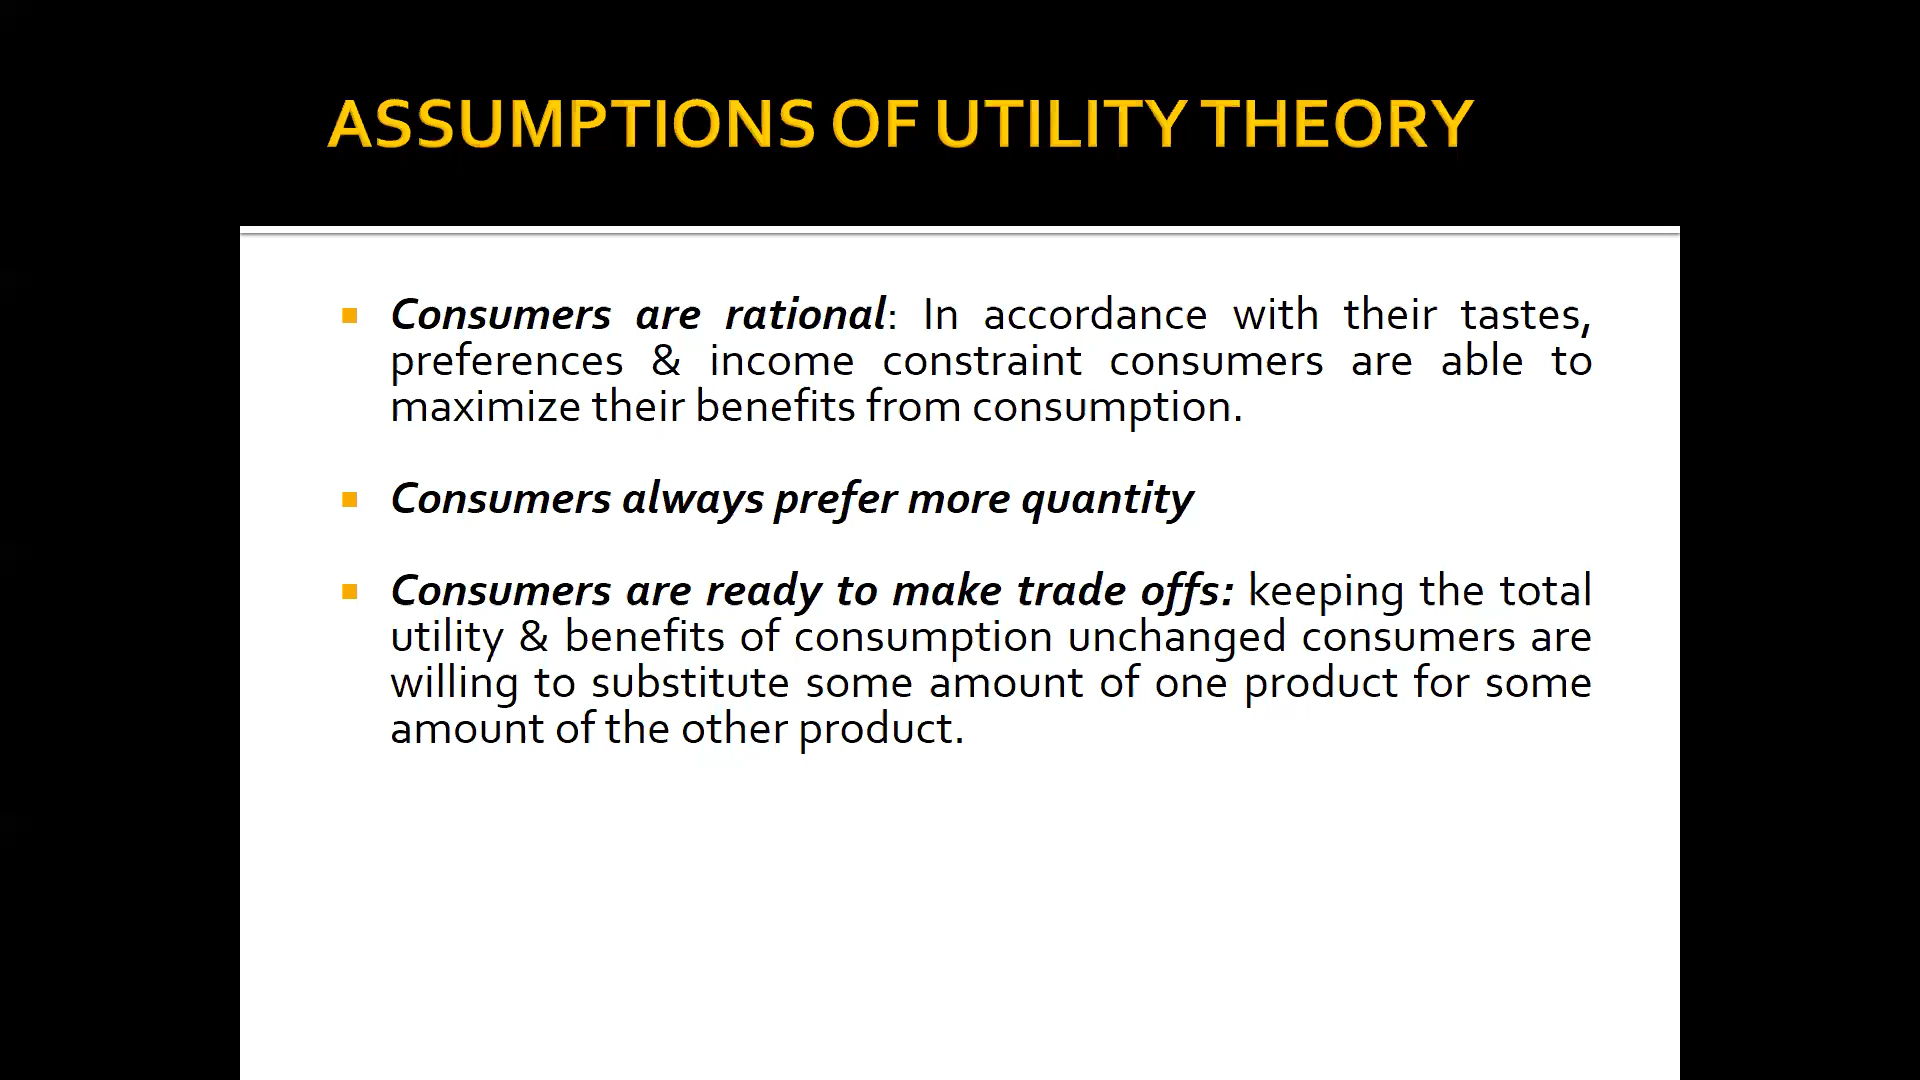 ASSUMPTIONS OF UTILITY THEORY
Consumers are rational: In accordance with their tastes,
preferences & income constraint consumers are able to
maximize their benefits from consumption.
Consumers always prefer more quantity
Consumers are ready to make trade offs: keeping the total
utility & benefits of consumption unchanged consumers are
willing to substitute some amount of one product for some
amount of the other product.